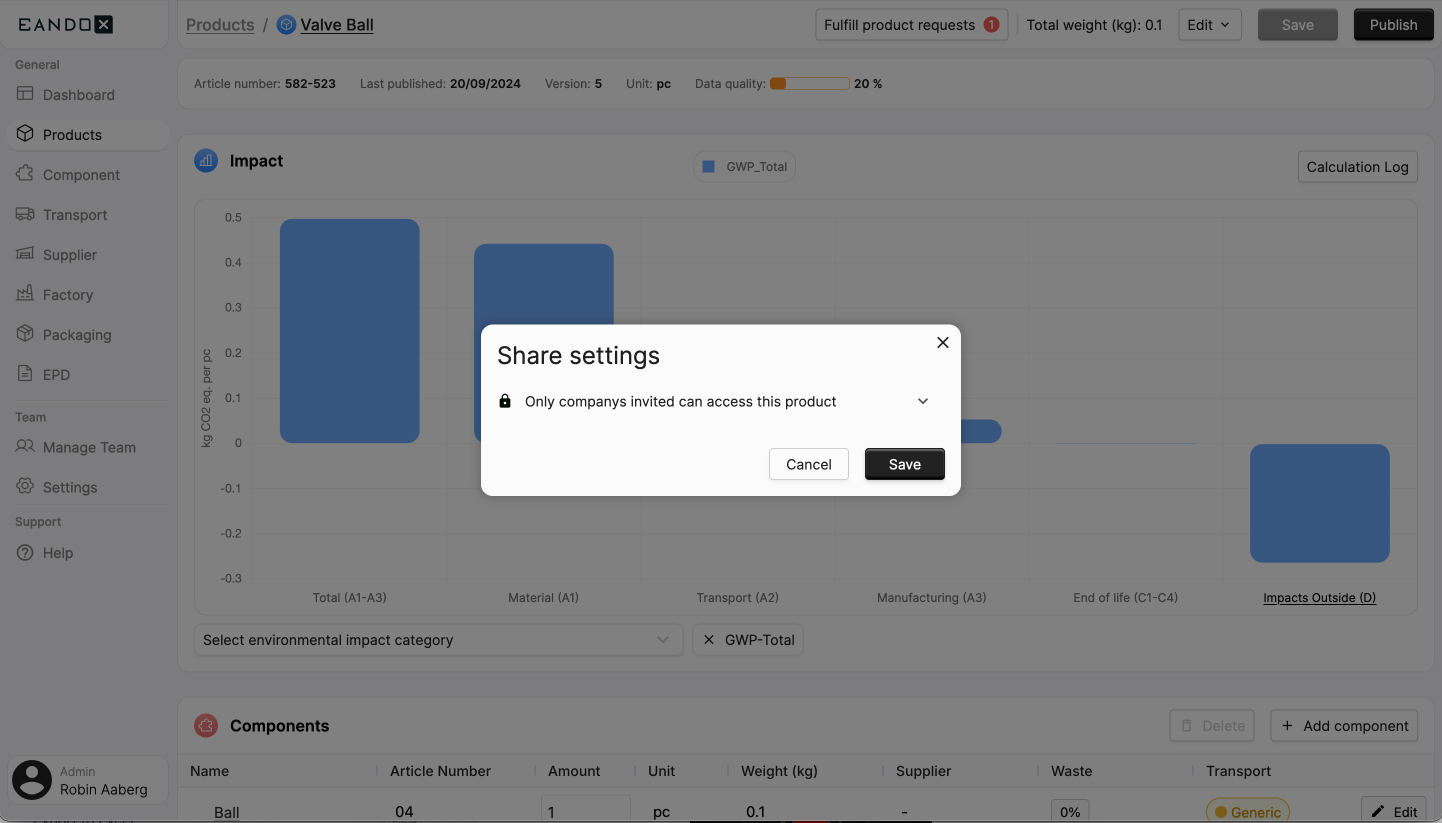 EANDOX
Products / Valve Ball
Fulfill product requests 1
Total weight (kg): 0.1
Edit
Save
Publish
General
Dashboard
Products
Component
Transport
Supplier
Factory
Packaging
EPD
Team
Manage Team
Settings
Support
Help
Admin
Robin Aaberg
Article number: 582-523
Last published: 20/09/2024
Version: 5
Unit: pc
Data quality: 20 %
Impact
GWP_Total
Calculation Log
kg CO2 eq. per pc
0.5
0.4
0.3
0.2
0.1
0
-0.1
-0.2
-0.3
Total (A1-A3)
Material (A1)
Transport (A2)
Manufacturing (A3)
End of life (C1-C4)
Impacts Outside (D)
Share settings
Only companys invited can access this product
Cancel
Save
Select environmental impact category
GWP-Total
Components
Delete
Add component
Name
Article Number
Amount
Unit
Weight (kg)
Supplier
Waste
Transport
Ball
04
1
pc
0.1
-
0%
Generic
Edit